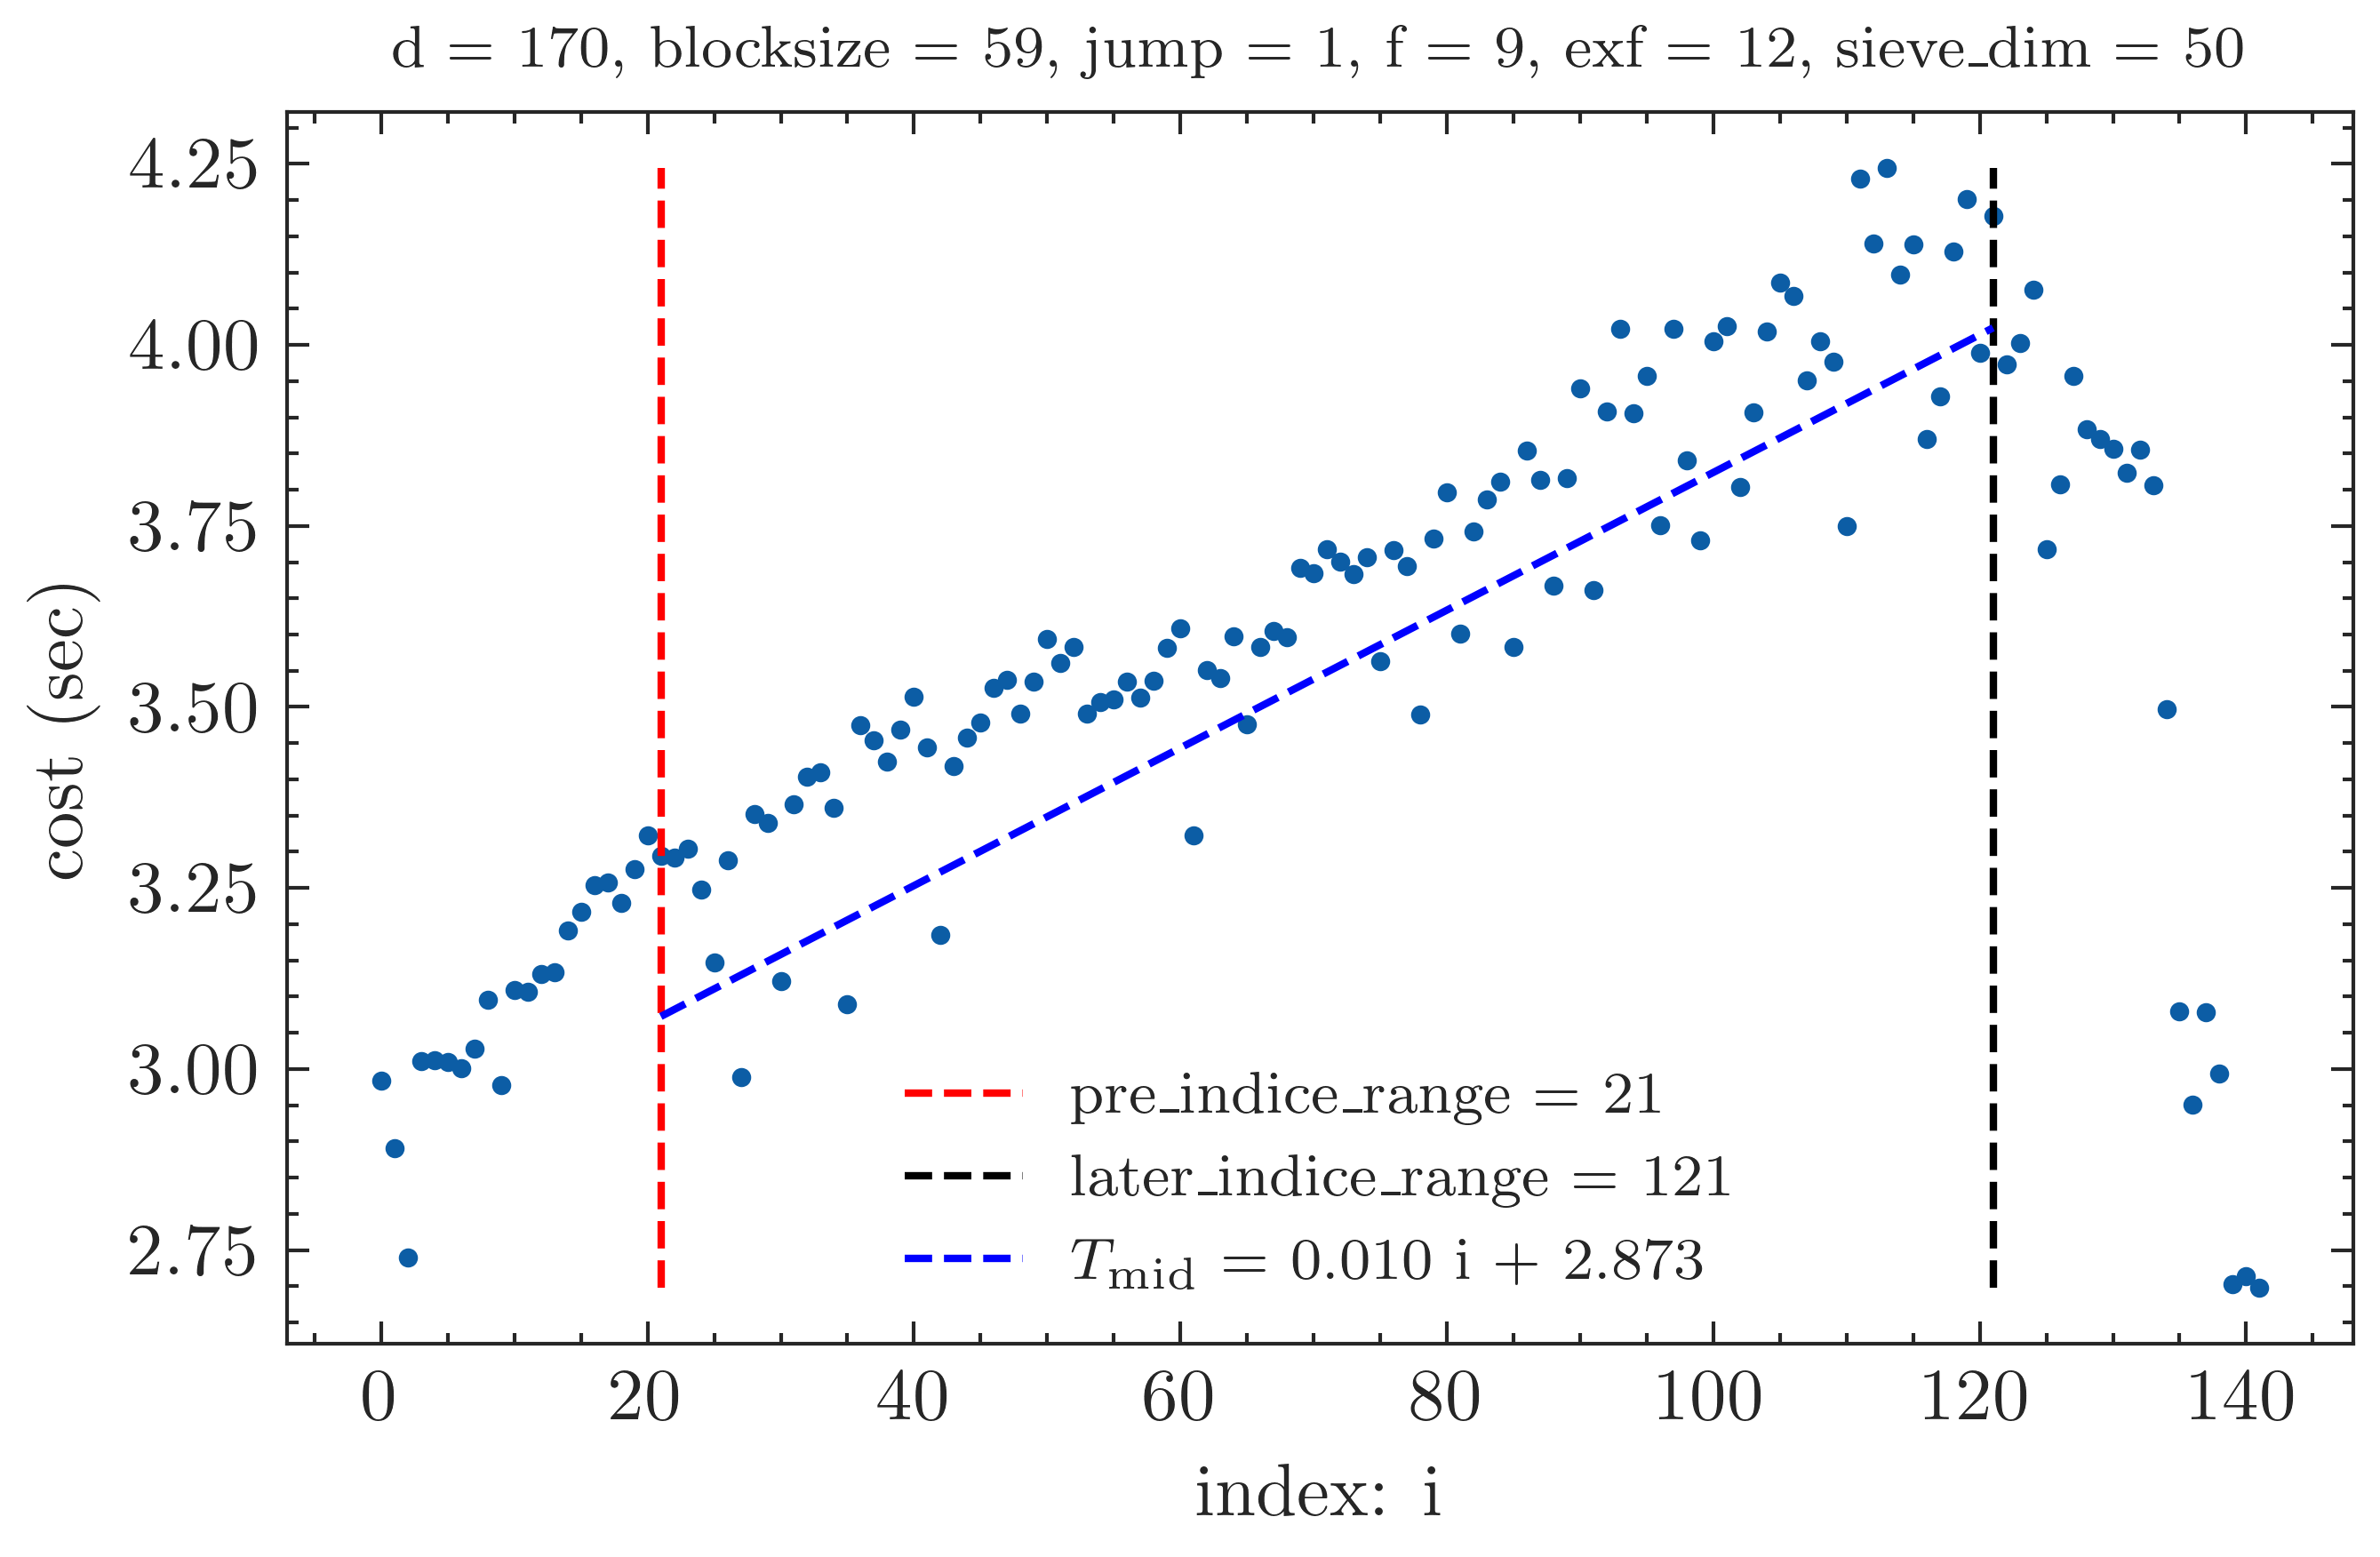 d = 170, blocksize = 59, jump = 1, f = 9, exf = 12, sieve_dim = 50
4.25
4.00
3.75
3.50
3.25
3.00
2.75
cost (sec)
pre_indice_range = 21
later_indice_range = 121
T_mid = 0.010 i + 2.873
0 20 40 60 80 100 120 140
index: i